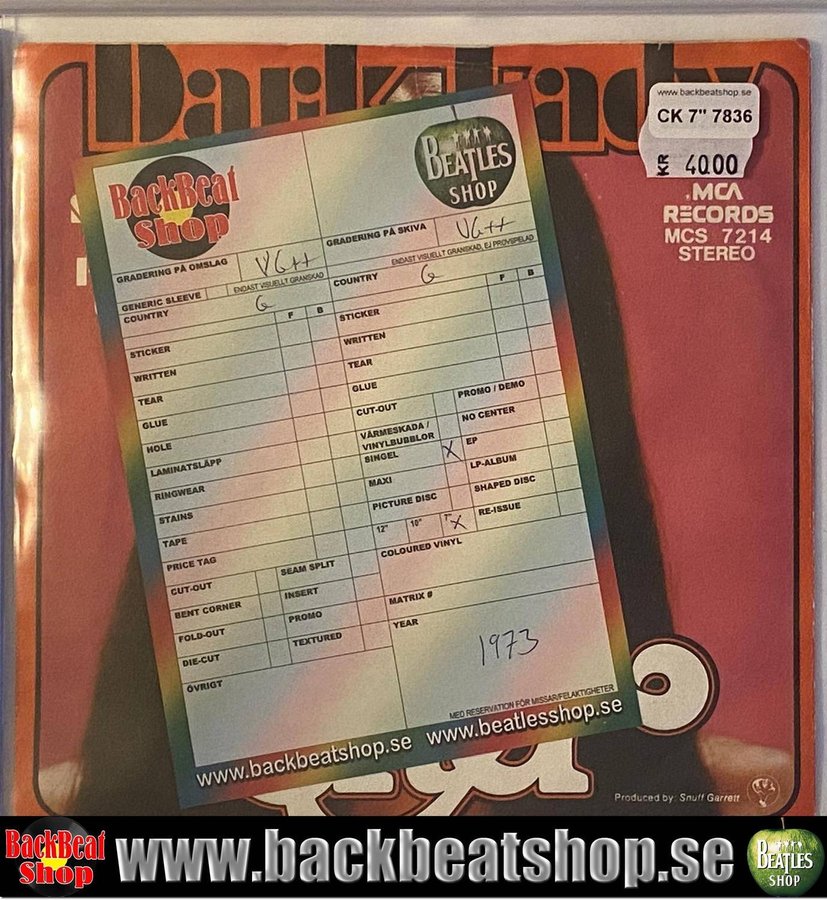 Dark Lady
www.backbeatshop.se
CK 7" 7836
KR 40.00
MCA
RECORDS
MCS 7214
STEREO
BackBeat
Shop
BEATLES
SHOP
GRADERING PÅ OMSLAG VG++
ENDAST VISUELLT GRANSKAD
GENERIC SLEEVE
COUNTRY G
F B
STICKER
WRITTEN
TEAR
GLUE
HOLE
LAMINATSLÄPP
RINGWEAR
STAINS
TAPE
PRICE TAG
CUT-OUT SEAM SPLIT
BENT CORNER INSERT
FOLD-OUT PROMO
DIE-CUT TEXTURED
ÖVRIGT
GRADERING PÅ SKIVA VG++
ENDAST VISUELLT GRANSKAD, EJ PROVSPELAD
COUNTRY G
F B
STICKER
WRITTEN
TEAR
GLUE
CUT-OUT PROMO / DEMO
VÄRMESKADA / NO CENTER
VINYLBUBBLOR
SINGEL X EP
MAXI LP-ALBUM
PICTURE DISC SHAPED DISC
12" 10" 7" X RE-ISSUE
COLOURED VINYL
MATRIX #
YEAR
1973
MED RESERVATION FÖR MISSAR/FELAKTIGHETER
www.backbeatshop.se www.beatlesshop.se
Produced by: Snuff Garrett
BackBeat
Shop
www.backbeatshop.se
BEATLES
SHOP